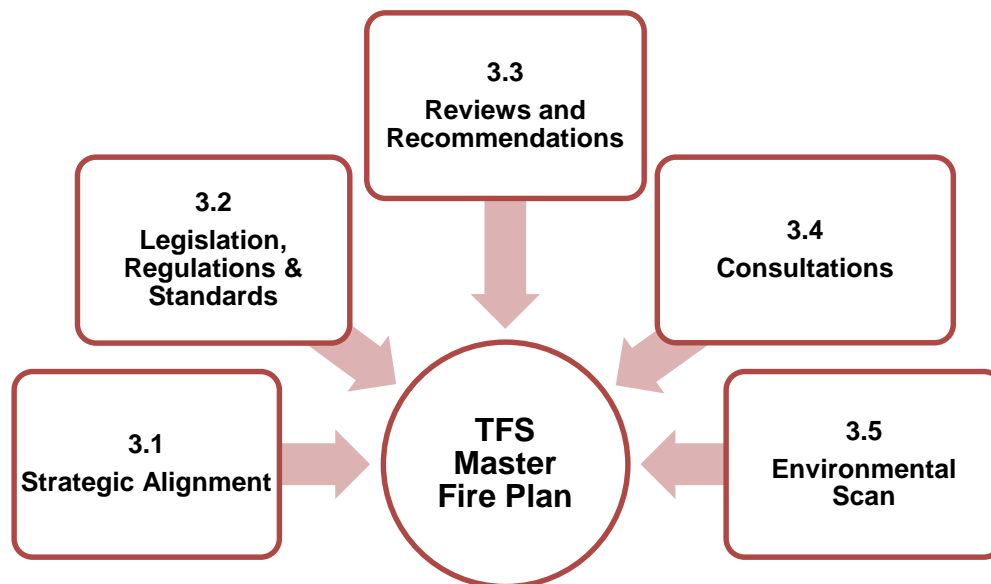 3.1
Strategic Alignment
3.2
Legislation,
Regulations &
Standards
3.3
Reviews and
Recommendations
3.4
Consultations
3.5
Environmental
Scan
TFS
Master
Fire Plan